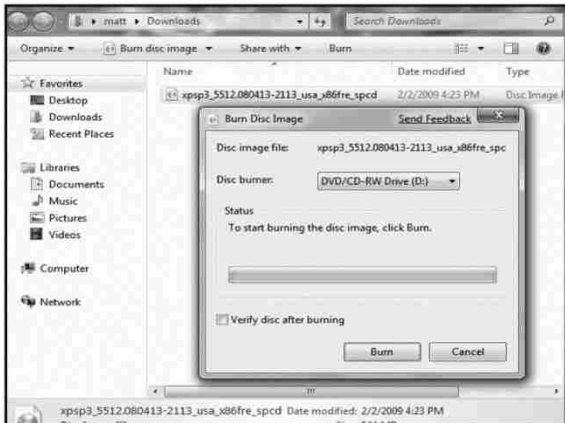 matt Downloads
Search Downloads
Organize Burn disc image Share with Burn
Name Date modified Type
Favorites
Desktop
Downloads
Recent Places
Libraries
Documents
Music
Pictures
Videos
Computer
Network
xpsp3_5512.080413-2113_usa_x86fre_spcd 2/2/2009 4:23 PM Disc Image
Burn Disc Image Send Feedback
Disc image file: xpsp3_5512.080413-2113_usa_x86fre_spc
Disc burner: DVD/CD-RW Drive (D:)
Status
To start burning the disc image, click Burn.
Verify disc after burning
Burn Cancel
xpsp3_5512.080413-2113_usa_x86fre_spcd Date modified: 2/2/2009 4:23 PM